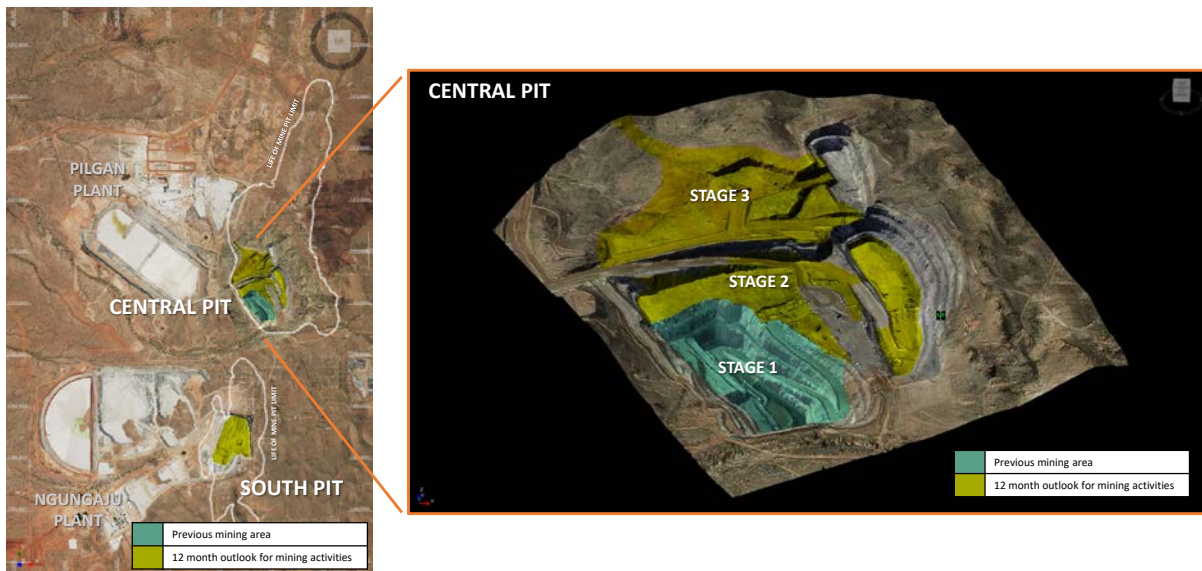 LIFE OF MINE PIT LIMIT
PILGAN
PLANT
CENTRAL PIT
LIFE OF MINE PIT LIMIT
SOUTH PIT
NGUNGAJU
PLANT
Previous mining area
12 month outlook for mining activities
CENTRAL PIT
STAGE 3
STAGE 2
STAGE 1
Previous mining area
12 month outlook for mining activities